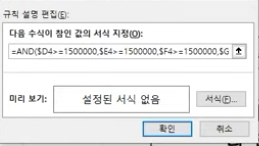 규칙 설명 편집(E):
다음 수식이 참인 값의 서식 지정(O):
=AND($D4>=1500000,$E4>=1500000,$F4>=1500000,$G
미리 보기: 설정된 서식 없음 서식(F)...
확인 취소